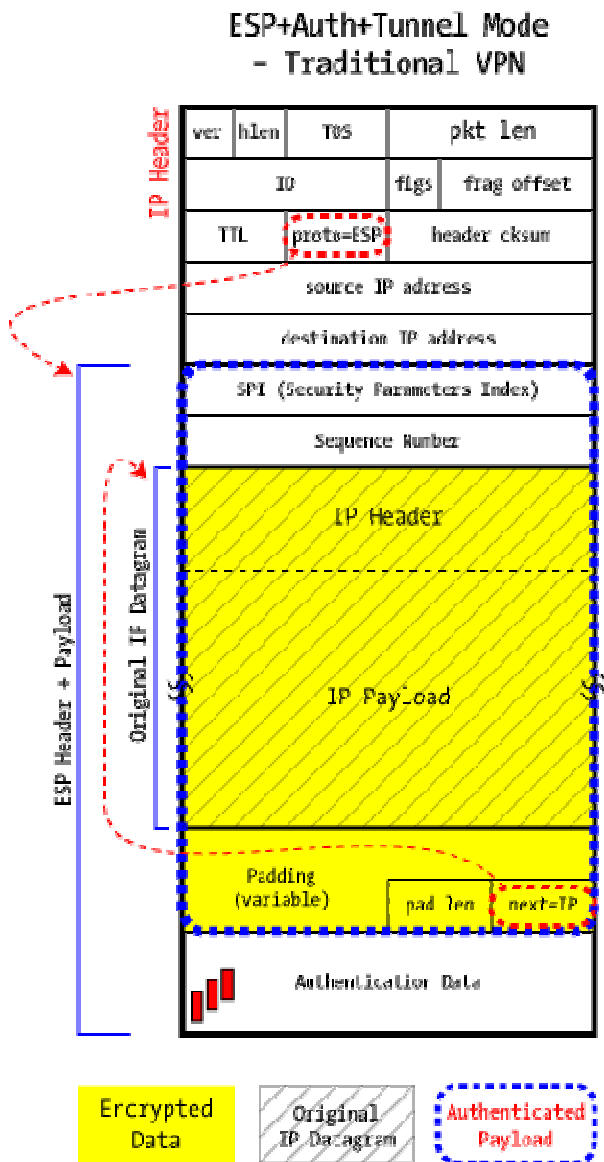 ESP+Auth+Tunnel Mode
- Traditional VPN
IP Header
ver hlen TOS pkt len
ID flgs frag offset
TTL proto=ESP header cksum
source IP address
destination IP address
SPI (Security Parameters Index)
Sequence Number
IP Header
IP Payload
Original IP Datagram
ESP Header + Payload
Padding
(variable)
pad len next=IP
Authentication Data
Encrypted
Data
Original
IP Datagram
Authenticated
Payload